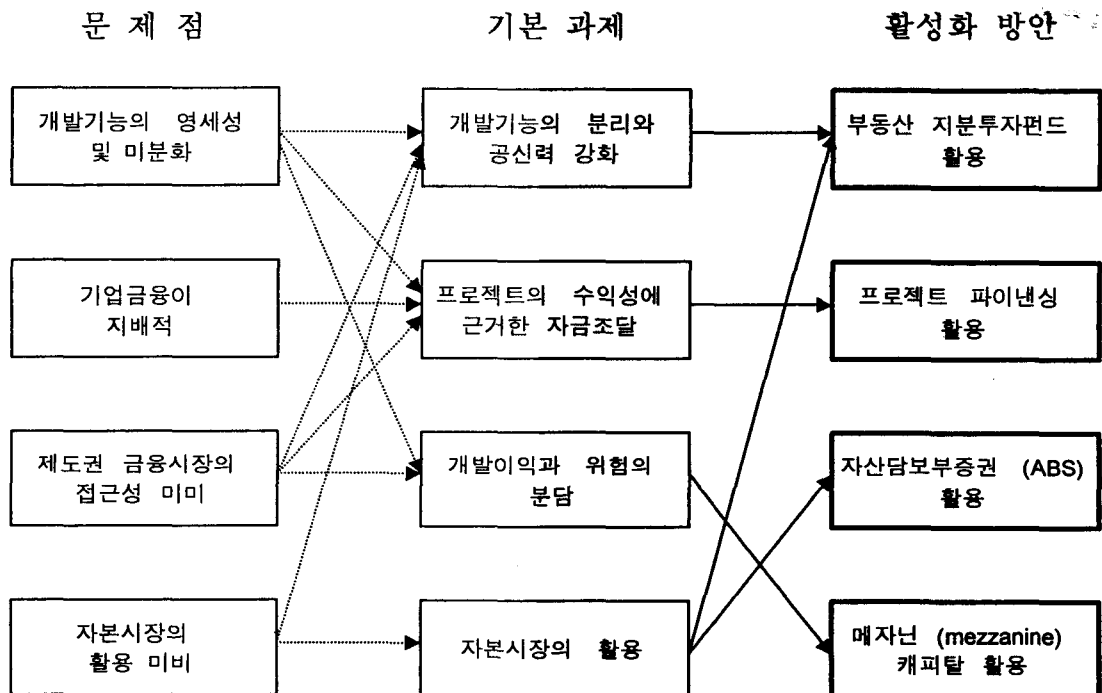 문 제 점
기본 과제
활성화 방안
개발기능의 영세성
및 미분화
개발기능의 분리와
공신력 강화
부동산 지분투자펀드
활용
기업금융이
지배적
프로젝트의 수익성에
근거한 자금조달
프로젝트 파이낸싱
활용
제도권 금융시장의
접근성 미미
개발이익과 위험의
분담
자산담보부증권 (ABS)
활용
자본시장의
활용 미비
자본시장의 활용
메자닌 (mezzanine)
캐피탈 활용